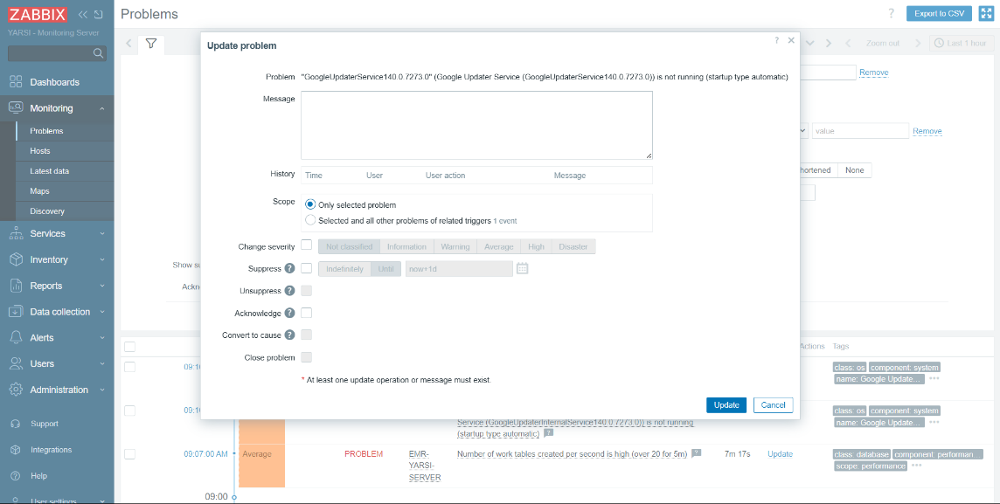 ZABBIX
YARSI - Monitoring Server
Dashboards
Monitoring
Problems
Hosts
Latest data
Maps
Discovery
Services
Inventory
Reports
Data collection
Alerts
Users
Administration
Support
Integrations
Help
User settings
Problems
?
Export to CSV
Zoom out
Last 1 hour
Remove
value
Remove
hortened
None
Show su
Ackn
Update problem
?
Problem "GoogleUpdaterService140.0.7273.0" (Google Updater Service (GoogleUpdaterService140.0.7273.0)) is not running (startup type automatic)
Message
History Time User User action Message
Scope Only selected problem
Selected and all other problems of related triggers 1 event
Change severity Not classified Information Warning Average High Disaster
Suppress ? Indefinitely Until now+1d
Unsuppress ?
Acknowledge ?
Convert to cause ?
Close problem
* At least one update operation or message must exist.
Update Cancel
Actions Tags
09:10
class: os component: system
name: Google Update... •••
09:10
class: os component: system
name: Google Update... •••
Service (GoogleUpdaterInternalService140.0.7273.0)) is not running
(startup type automatic) ?
09:07:00 AM Average PROBLEM EMR-
YARSI-
SERVER
Number of work tables created per second is high (over 20 for 5m) ? 7m 17s Update
class: database component: performan...
scope: performance •••
09:00